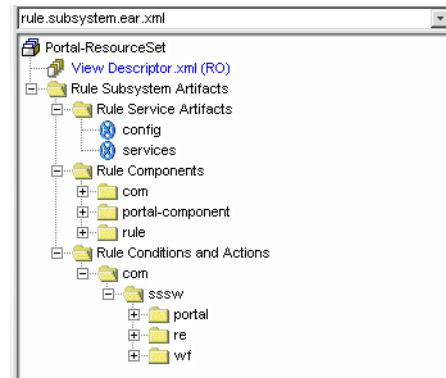 rule.subsystem.ear.xml
Portal-ResourceSet
View Descriptor.xml (RO)
Rule Subsystem Artifacts
Rule Service Artifacts
config
services
Rule Components
com
portal-component
rule
Rule Conditions and Actions
com
sssw
portal
re
wf